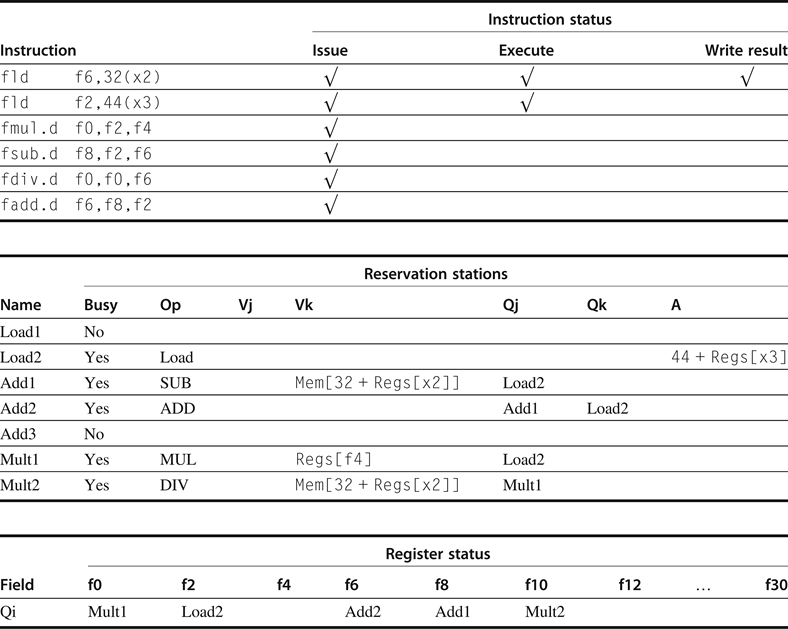 Instruction status
Instruction Issue Execute Write result
fld f6,32(x2) √ √ √
fld f2,44(x3) √ √
fmul.d f0,f2,f4 √
fsub.d f8,f2,f6 √
fdiv.d f0,f0,f6 √
fadd.d f6,f8,f2 √
Reservation stations
Name Busy Op Vj Vk Qj Qk A
Load1 No
Load2 Yes Load 44 + Regs[x3]
Add1 Yes SUB Mem[32 + Regs[x2]] Load2
Add2 Yes ADD Add1 Load2
Add3 No
Mult1 Yes MUL Regs[f4] Load2
Mult2 Yes DIV Mem[32 + Regs[x2]] Mult1
Register status
Field f0 f2 f4 f6 f8 f10 f12 … f30
Qi Mult1 Load2 Add2 Add1 Mult2